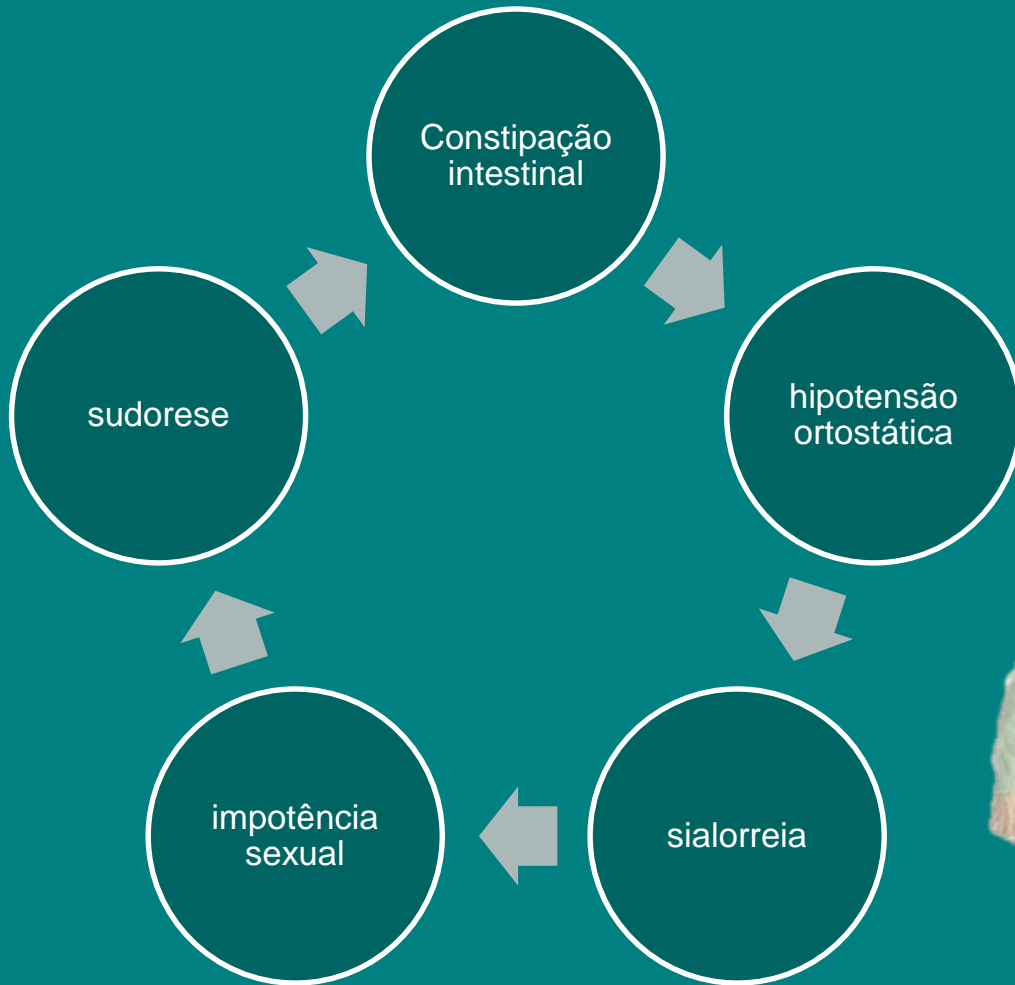 Constipação
intestinal
hipotensão
ortostática
sialorreia
impotência
sexual
sudorese